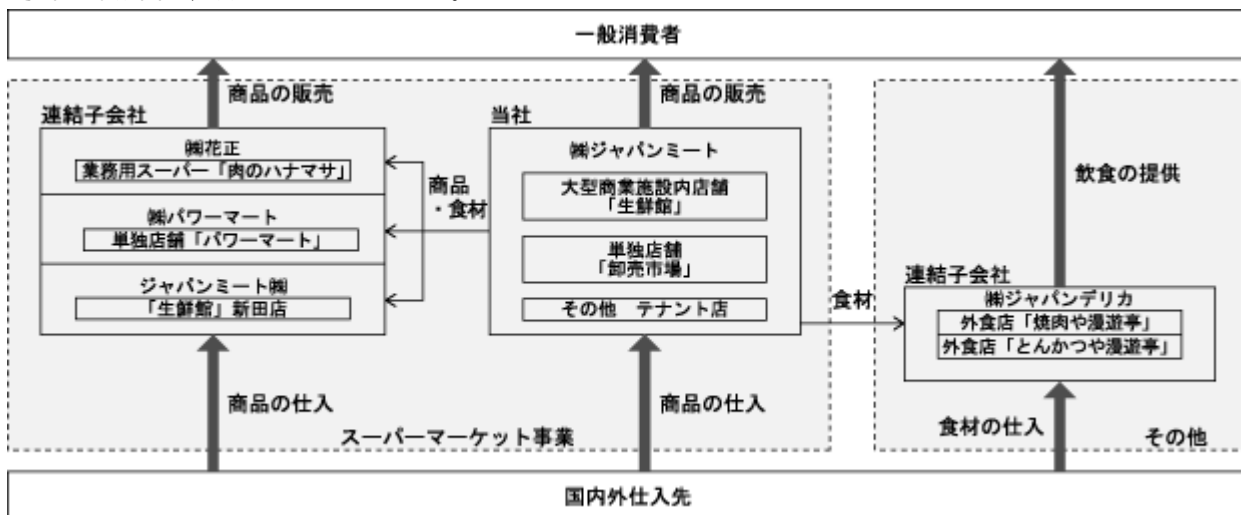 一般消費者
商品の販売
商品の販売
連結子会社
当社
㈱花正
業務用スーパー「肉のハナマサ」
㈱パワーマート
単独店舗「パワーマート」
ジャパンミート㈱
「生鮮館」新田店
商品
・食材
㈱ジャパンミート
大型商業施設内店舗
「生鮮館」
単独店舗
「卸売市場」
その他　テナント店
飲食の提供
食材
連結子会社
㈱ジャパンデリカ
外食店「焼肉や漫遊亭」
外食店「とんかつや漫遊亭」
商品の仕入
商品の仕入
食材の仕入
スーパーマーケット事業
その他
国内外仕入先